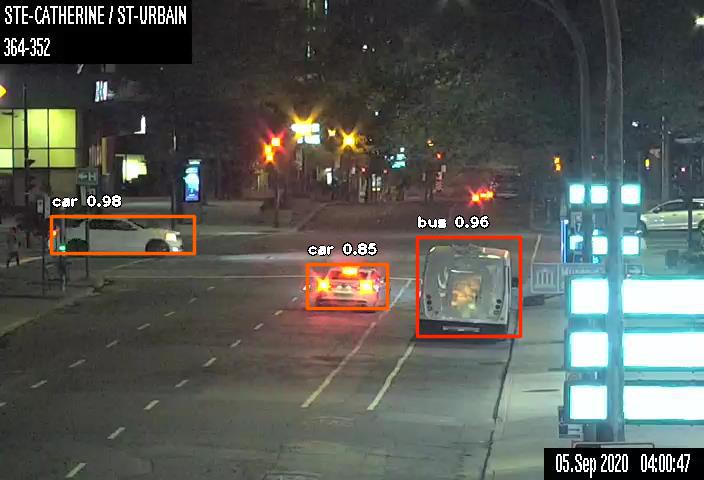 STE-CATHERINE / ST-URBAIN
364-352
car 0.98
bus 0.96
car 0.85
05.Sep 2020 04:00:47